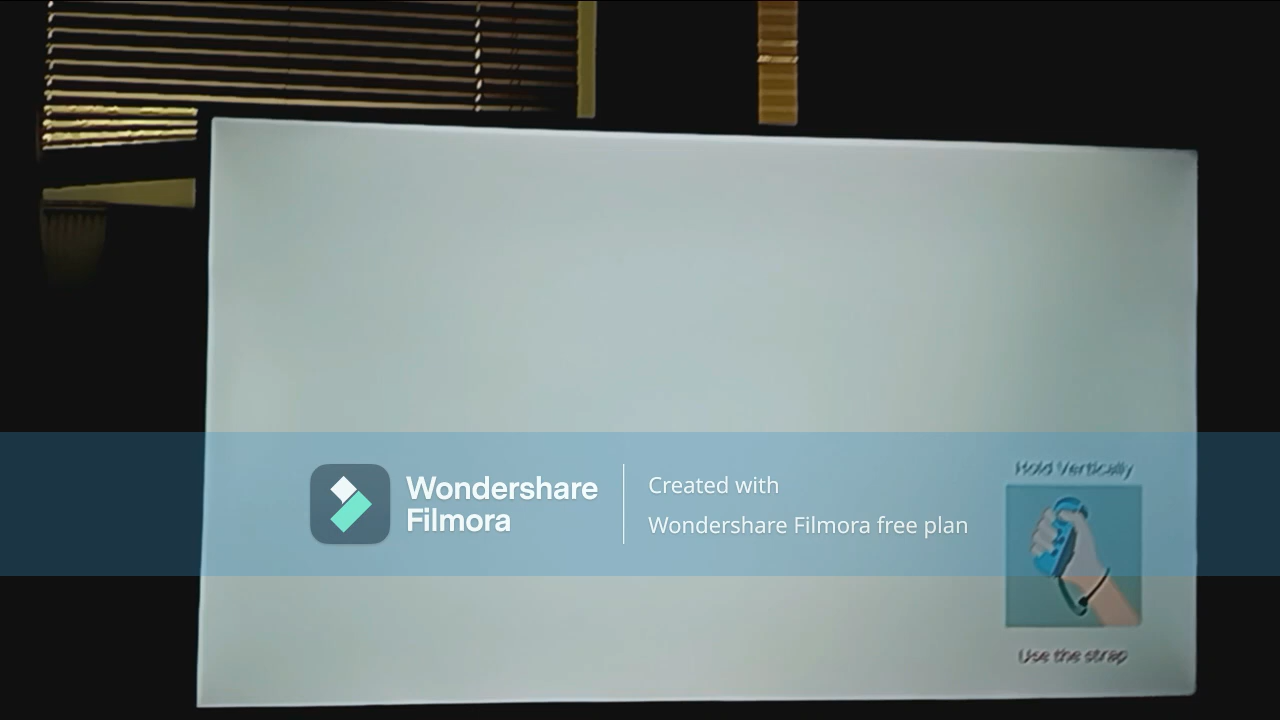 Wondershare
Filmora
Created with
Wondershare Filmora free plan
Hold Vertically
Use the strap